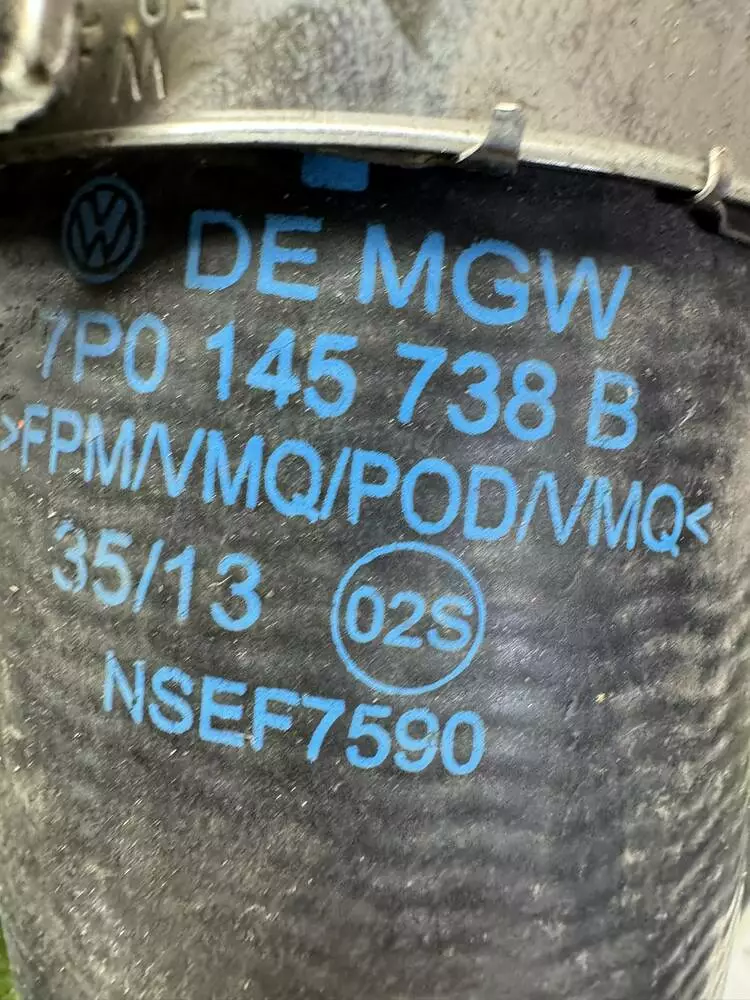 DE MGW
7P0 145 738 B
>FPM/VMQ/POD/VMQ<
35/13 02S
NSEF7590